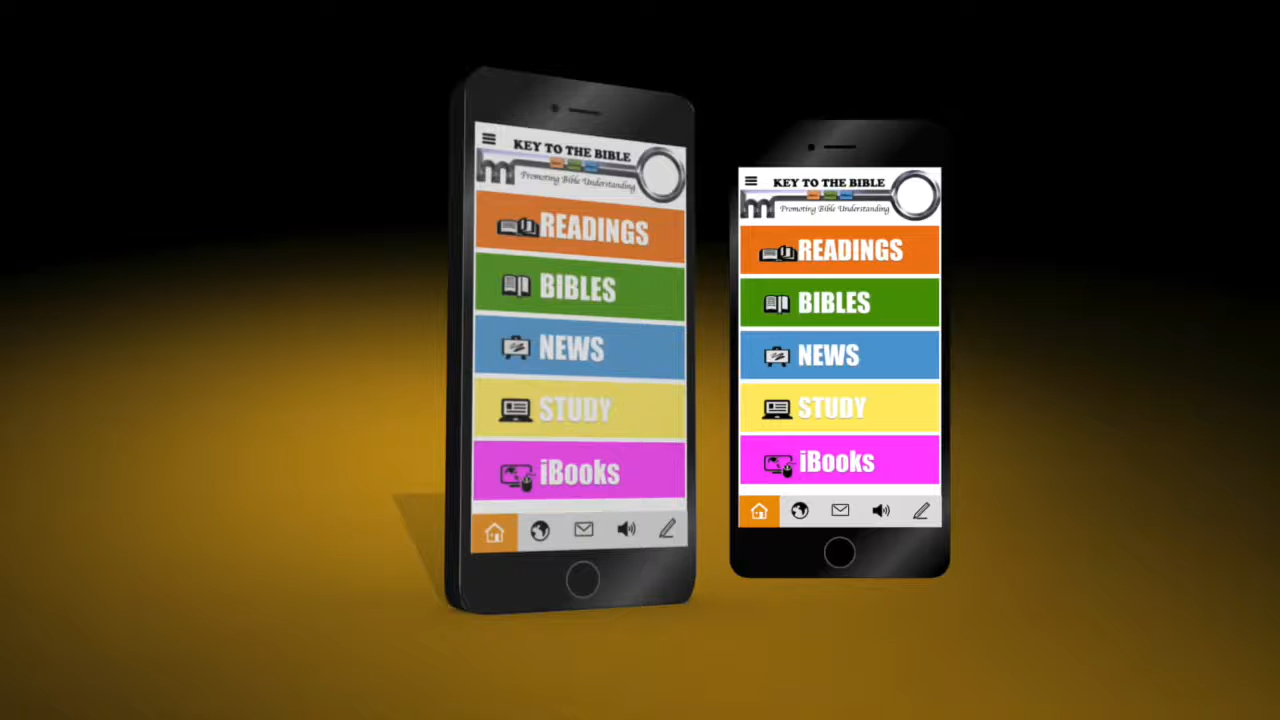 KEY TO THE BIBLE
Promoting Bible Understanding
READINGS
BIBLES
NEWS
STUDY
iBooks
KEY TO THE BIBLE
Promoting Bible Understanding
READINGS
BIBLES
NEWS
STUDY
iBooks